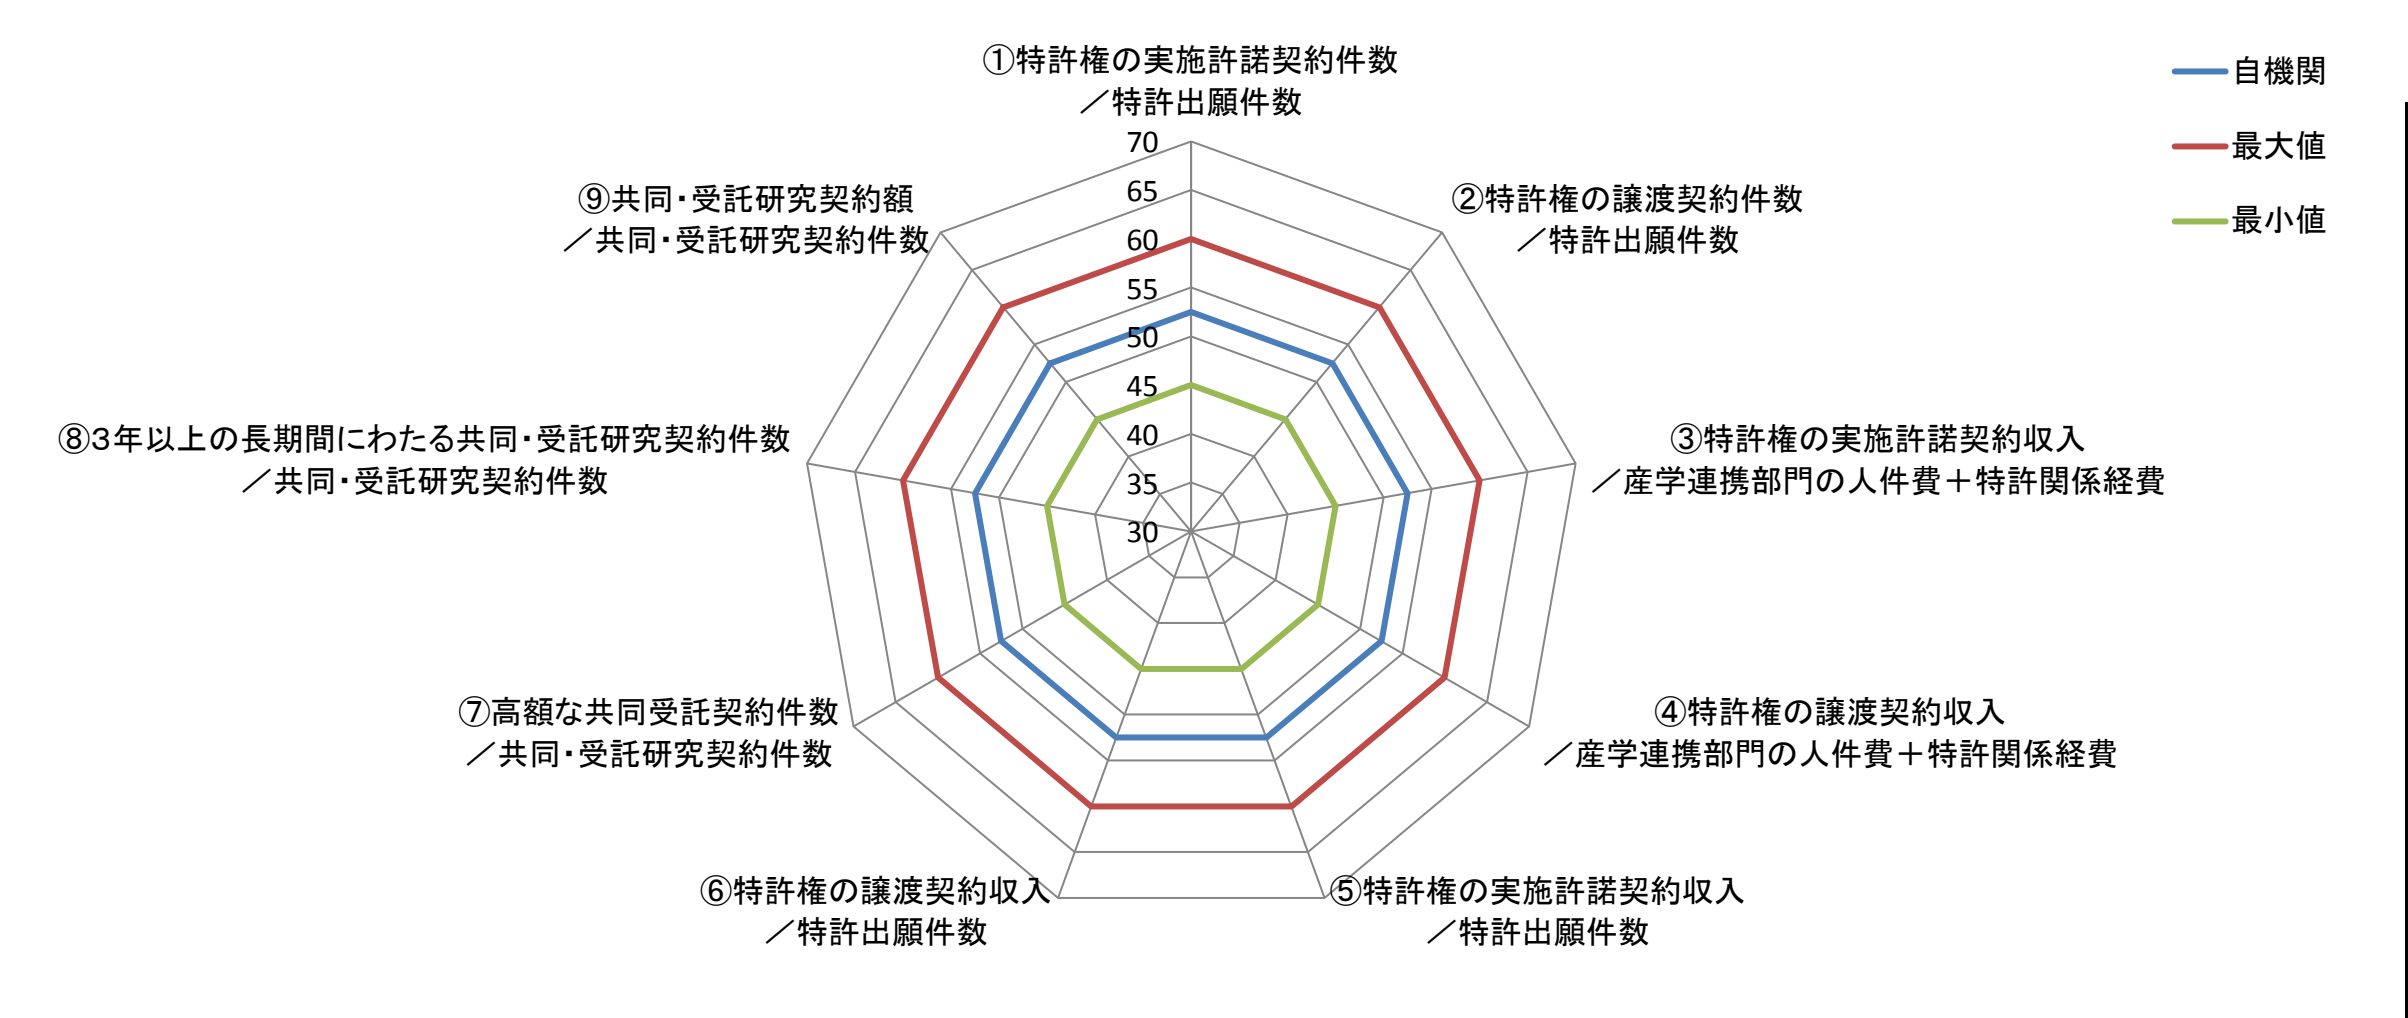 ①特許権の実施許諾契約件数
／特許出願件数
自機関
最大値
最小値
②特許権の譲渡契約件数
／特許出願件数
③特許権の実施許諾契約収入
／産学連携部門の人件費＋特許関係経費
④特許権の譲渡契約収入
／産学連携部門の人件費＋特許関係経費
⑤特許権の実施許諾契約収入
／特許出願件数
⑥特許権の譲渡契約収入
／特許出願件数
⑦高額な共同受託契約件数
／共同・受託研究契約件数
⑧３年以上の長期間にわたる共同・受託研究契約件数
／共同・受託研究契約件数
⑨共同・受託研究契約額
／共同・受託研究契約件数
70
65
60
55
50
45
40
35
30